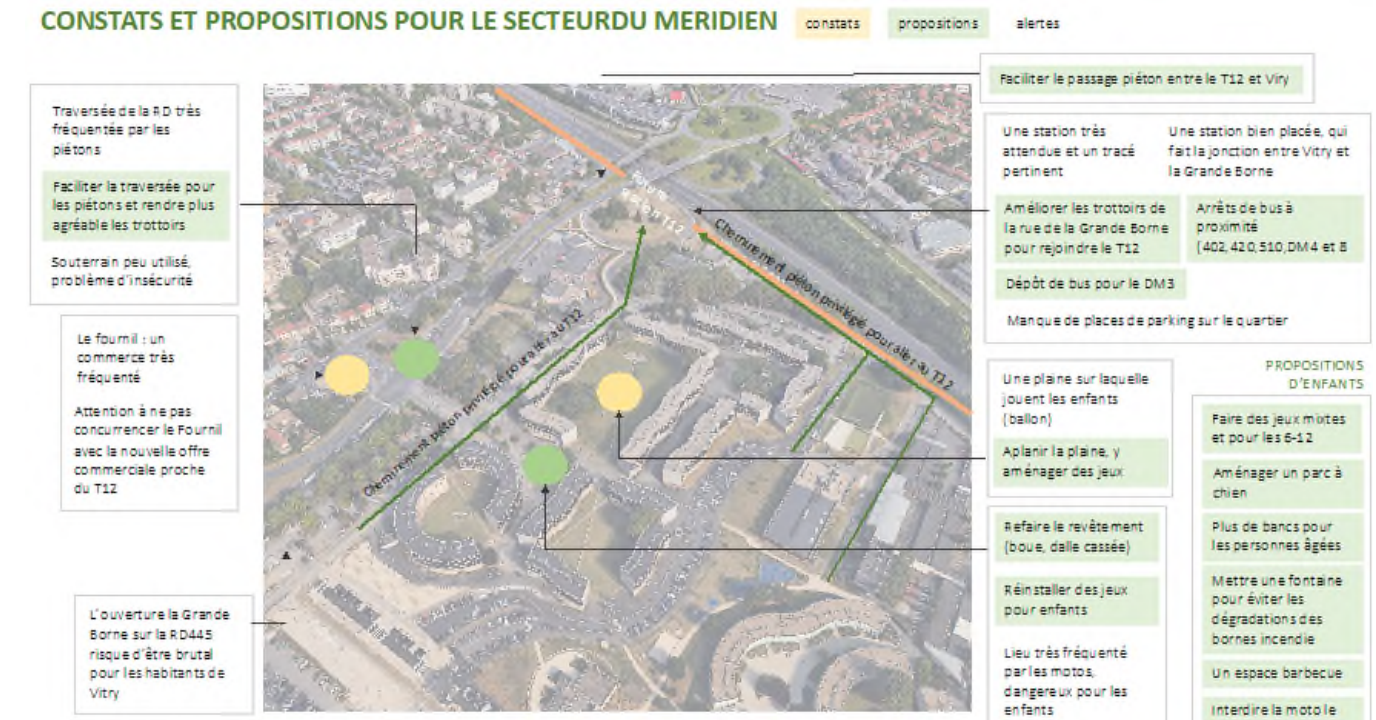 CONSTATS ET PROPOSITIONS POUR LE SECTEURDU MERIDIEN
constats
propositions
alertes
Faciliter le passage piéton entre le T12 et Viry
Traversée de la RD très
fréquentée par les
piétons
Faciliter la traversée pour
les piétons et rendre plus
agréable les trottoirs
Souterrain peu utilisé,
problème d'insécurité
Le fournil : un
commerce très
fréquenté
Attention à ne pas
concurrencer le Fournil
avec la nouvelle offre
commerciale proche
du T12
L'ouverture la Grande
Borne sur la RD445
risque d'être brutal
pour les habitants de
Vitry
T12
Cheminement piéton privilégié pour aller au T12
Cheminement piéton privilégié pour aller au T12
Une station très
attendue et un tracé
pertinent
Une station bien placée, qui
fait la jonction entre Vitry et
la Grande Borne
Améliorer les trottoirs de
la rue de la Grande Borne
pour rejoindre le T12
Arrêts de bus à
proximité
(402,420,510,DM4 et 8
Dépôt de bus pour le DM3
Manque de places de parking sur le quartier
Une plaine sur laquelle
jouent les enfants
(ballon)
Aplanir la plaine, y
aménager des jeux
Refaire le revêtement
(boue, dalle cassée)
Réinstaller des jeux
pour enfants
Lieu très fréquenté
par les motos,
dangereux pour les
enfants
PROPOSITIONS
D'ENFANTS
Faire des jeux mixtes
et pour les 6-12
Aménager un parc à
chien
Plus de bancs pour
les personnes âgées
Mettre une fontaine
pour éviter les
dégradations des
bornes incendie
Un espace barbecue
Interdire la moto le